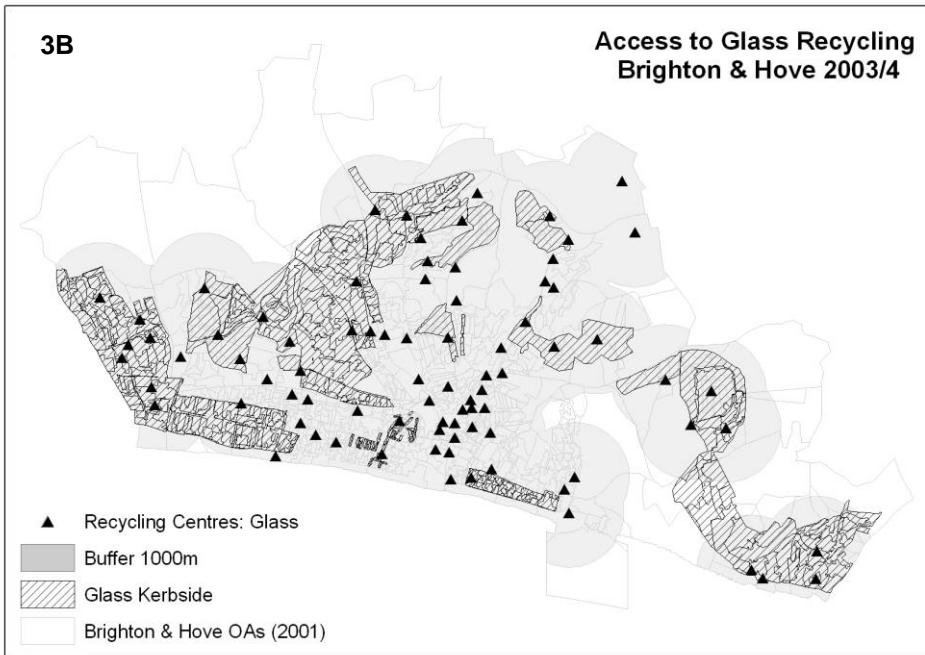 3B
Access to Glass Recycling
Brighton & Hove 2003/4
Recycling Centres: Glass
Buffer 1000m
Glass Kerbside
Brighton & Hove OAs (2001)